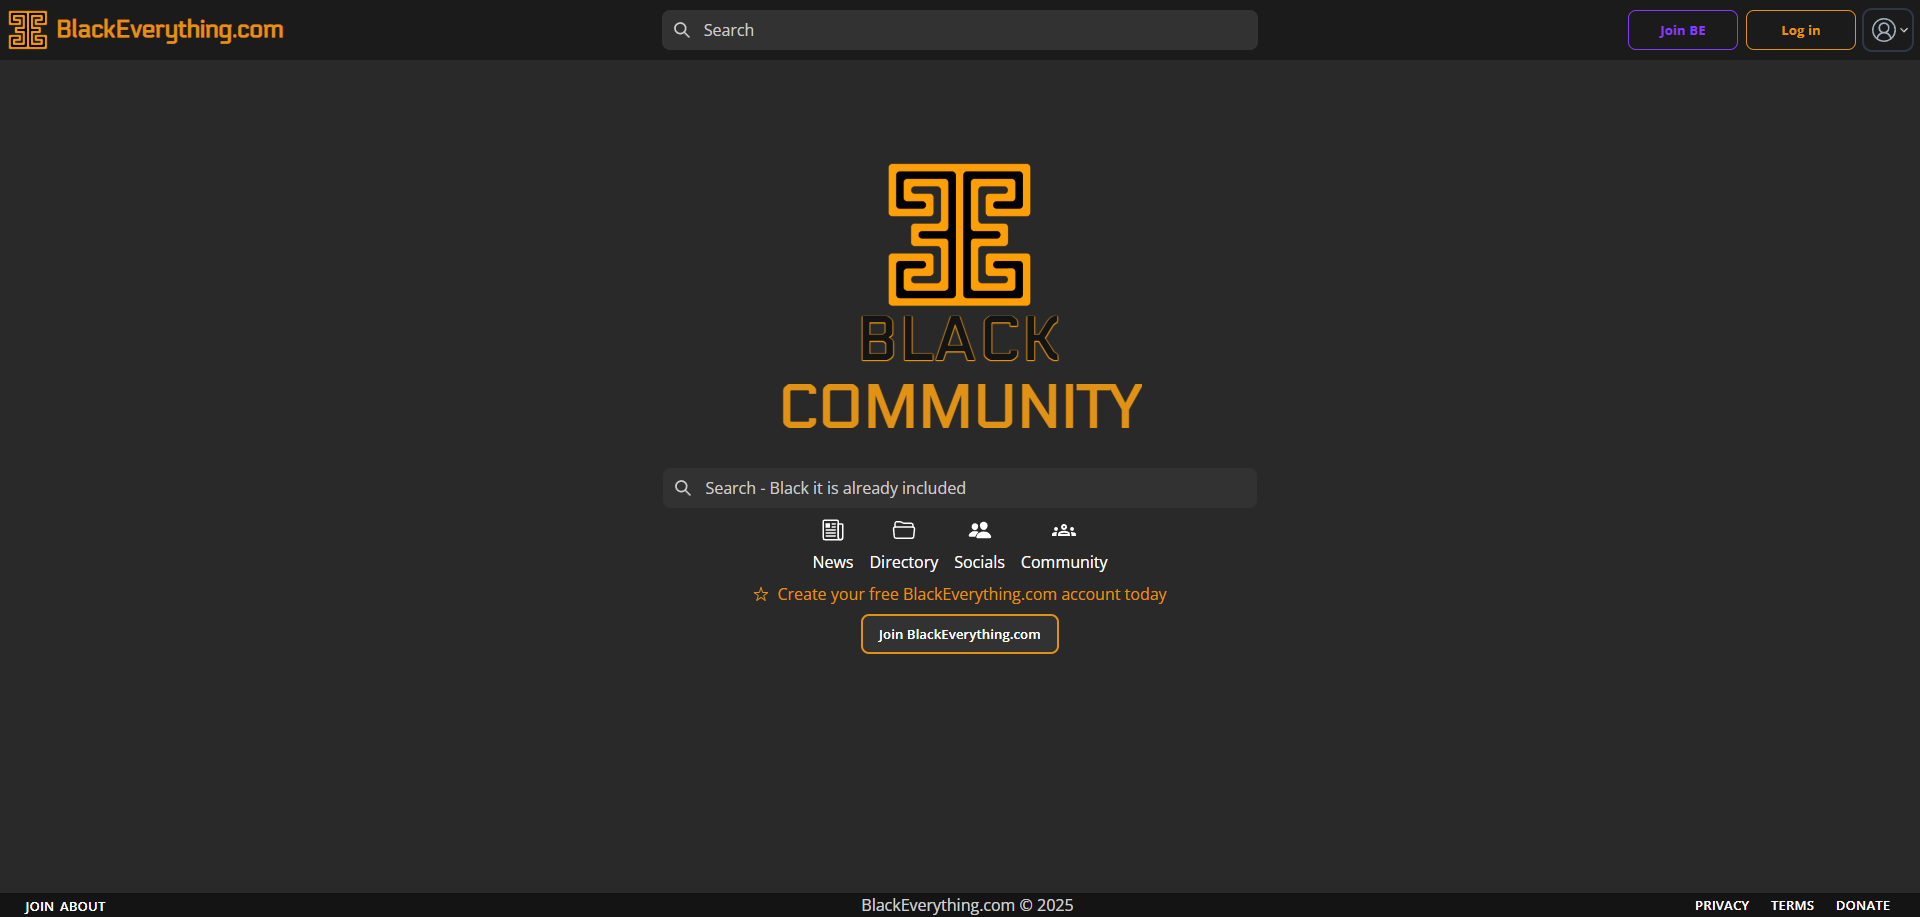 BlackEverything.com
Search
Join BE
Log in
BLACK
COMMUNITY
Search - Black it is already included
News Directory Socials Community
Create your free BlackEverything.com account today
Join BlackEverything.com
JOIN ABOUT
BlackEverything.com © 2025
PRIVACY TERMS DONATE